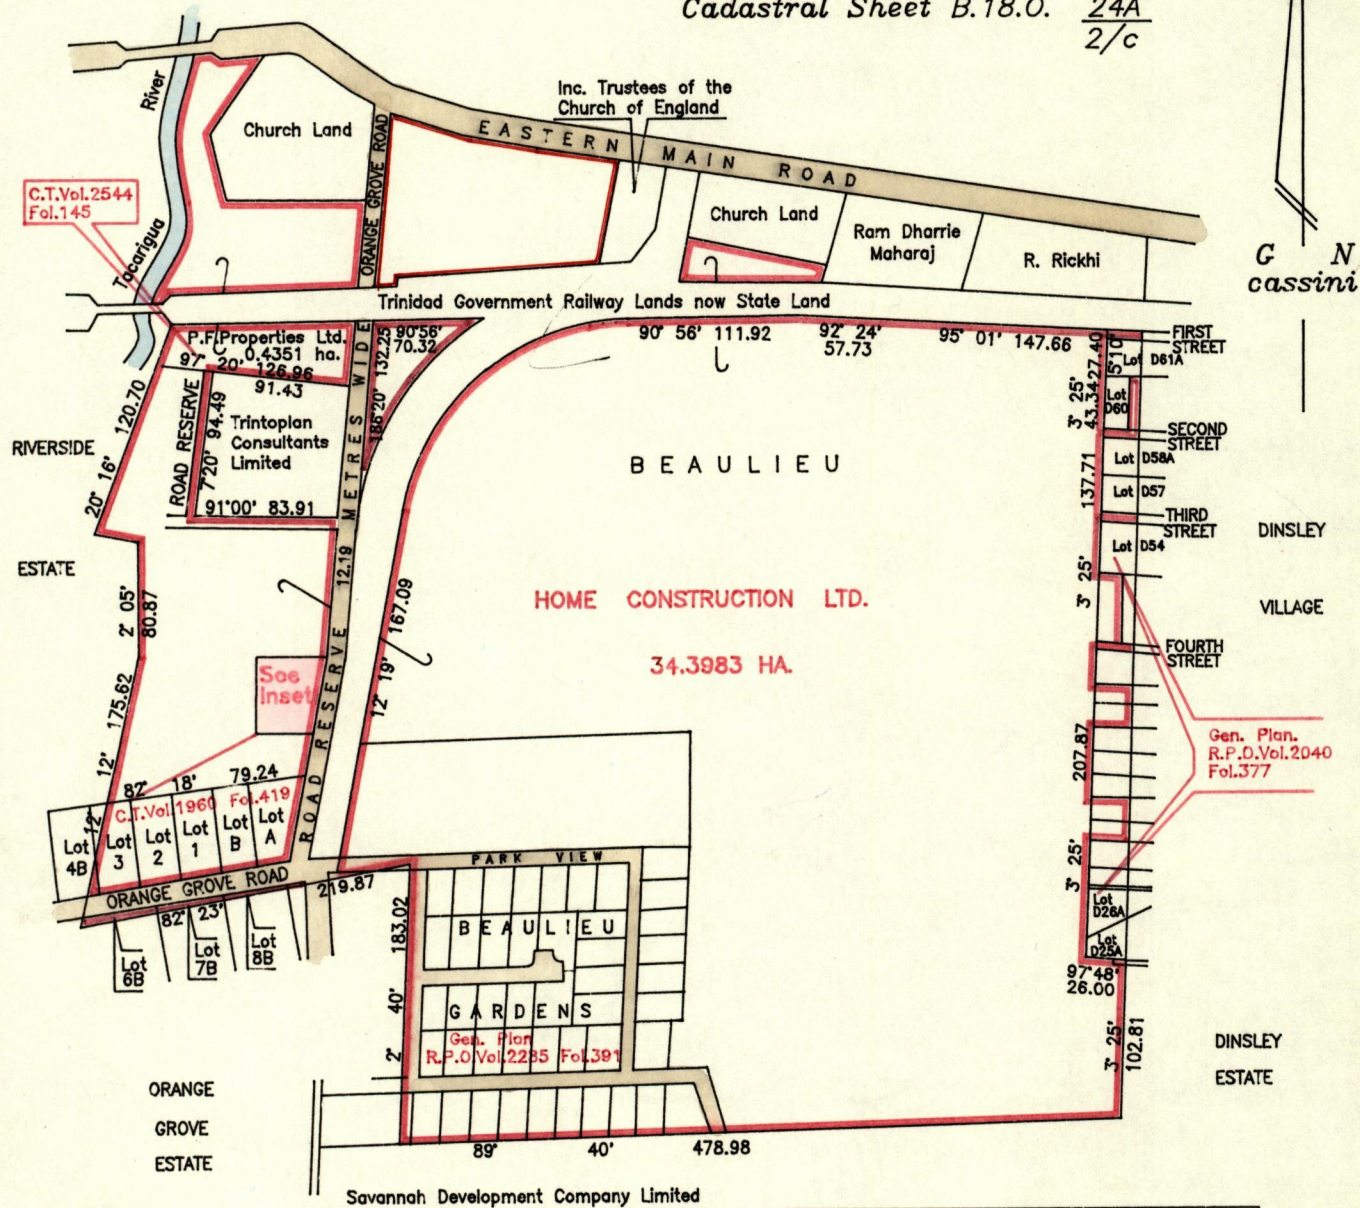 Cadastral Sheet B.18.O. 24A
2/c
River
Tacarigua
Church Land
ORANGE GROVE ROAD
ORANGE GROVE ROAD
Inc. Trustees of the
Church of England
EASTERN MAIN ROAD
C.T.Vol.2544
Fol.145
Church Land
Ram Dharrie
Maharaj
R. Rickhi
G N
cassini
Trinidad Government Railway Lands now State Land
P.F.Properties Ltd.
0.4351 ha.
97° 20' 126.96
91.43
90°56'
70.32
132.25
186°20'
90° 56' 111.92
92° 24'
57.73
95° 01' 147.66
FIRST
STREET
27.40
5°10'
Lot D61A
43.34
3° 25'
Lot
D60
SECOND
STREET
Lot D58A
137.71
Lot D57
THIRD
STREET
Lot D54
3° 25'
FOURTH
STREET
DINSLEY
VILLAGE
RIVERSIDE
ESTATE
120.70
20° 16'
ROAD RESERVE
94.49
7°20'
Trintoplan
Consultants
Limited
91°00' 83.91
ROAD RESERVE 12.19 METRES WIDE
BEAULIEU
HOME CONSTRUCTION LTD.
34.3983 HA.
2° 05'
80.87
167.09
12° 19'
See
Inset
175.62
12°
12°
82° 18' 79.24
C.T.Vol.1960 Fol.419
Lot
4B
Lot
3
Lot
2
Lot
1
Lot
B
Lot
A
ORANGE GROVE ROAD
82° 23'
Lot
6B
Lot
7B
Lot
8B
219.87
183.02
40'
2°
PARK VIEW
BEAULIEU
GARDENS
Gen. Plan
R.P.O.Vol.2285 Fol.391
207.87
Gen. Plan.
R.P.O.Vol.2040
Fol.377
3° 25'
Lot
D26A
Lot
D25A
97°48'
26.00
3° 25'
102.81
DINSLEY
ESTATE
ORANGE
GROVE
ESTATE
89° 40' 478.98
Savannah Development Company Limited